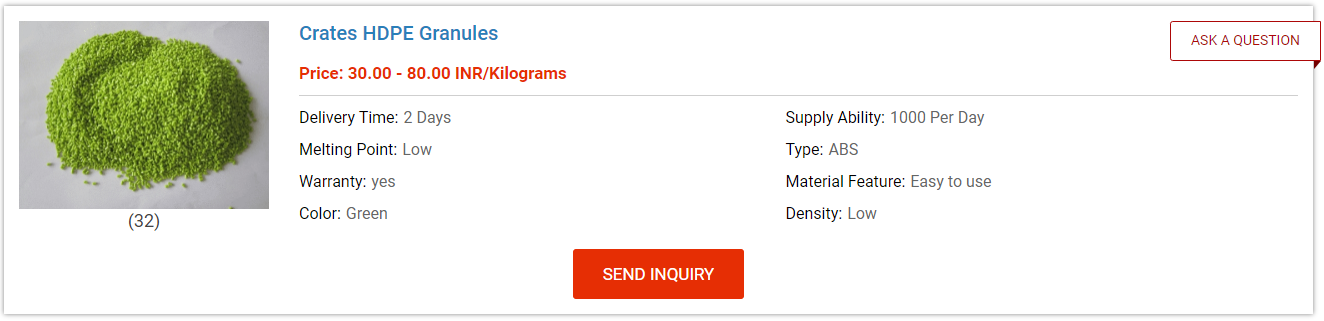 Crates HDPE Granules
ASK A QUESTION
Price: 30.00 - 80.00 INR/Kilograms
Delivery Time: 2 Days
Supply Ability: 1000 Per Day
Melting Point: Low
Type: ABS
Warranty: yes
Material Feature: Easy to use
Color: Green
Density: Low
(32)
SEND INQUIRY